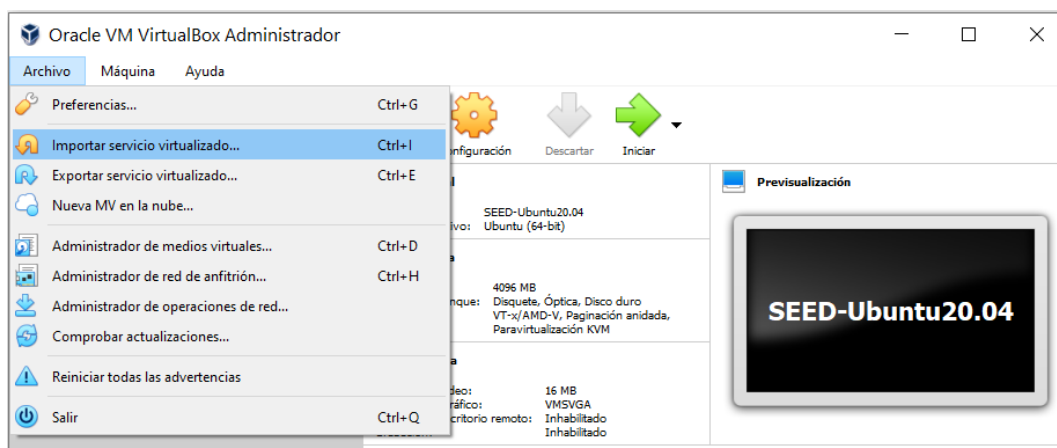 Oracle VM VirtualBox Administrador
Archivo Máquina Ayuda
Preferencias... Ctrl+G
Importar servicio virtualizado... Ctrl+I
Exportar servicio virtualizado... Ctrl+E
Nueva MV en la nube...
Administrador de medios virtuales... Ctrl+D
Administrador de red de anfitrión... Ctrl+H
Administrador de operaciones de red...
Comprobar actualizaciones...
Reiniciar todas las advertencias
Salir Ctrl+Q
nfiguración Descartar Iniciar
SEED-Ubuntu20.04
ivo: Ubuntu (64-bit)
4096 MB
nque: Disquete, Óptica, Disco duro
VT-x/AMD-V, Paginación anidada,
Paravirtualización KVM
deo: 16 MB
ráfico: VMSVGA
critorio remoto: Inhabilitado
Inhabilitado
Previsualización
SEED-Ubuntu20.04